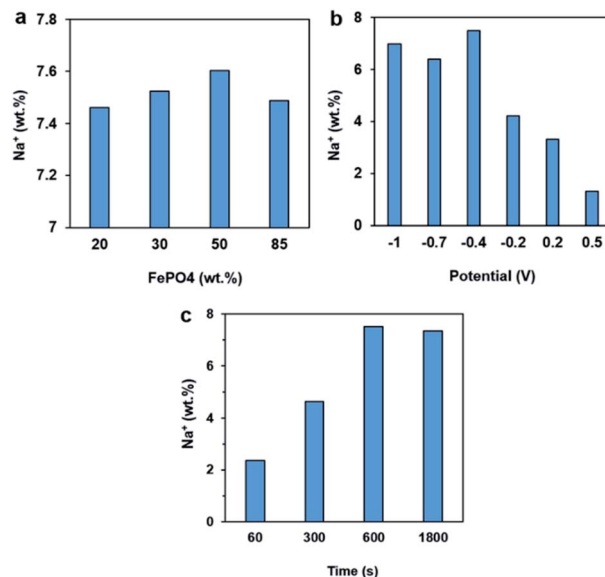 a
7.8
7.6
7.4
7.2
7
Na⁺ (wt.%)
20 30 50 85
FePO4 (wt.%)
b
8
6
4
2
0
Na⁺ (wt.%)
-1 -0.7 -0.4 -0.2 0.2 0.5
Potential (V)
c
8
6
4
2
0
Na⁺ (wt.%)
60 300 600 1800
Time (s)